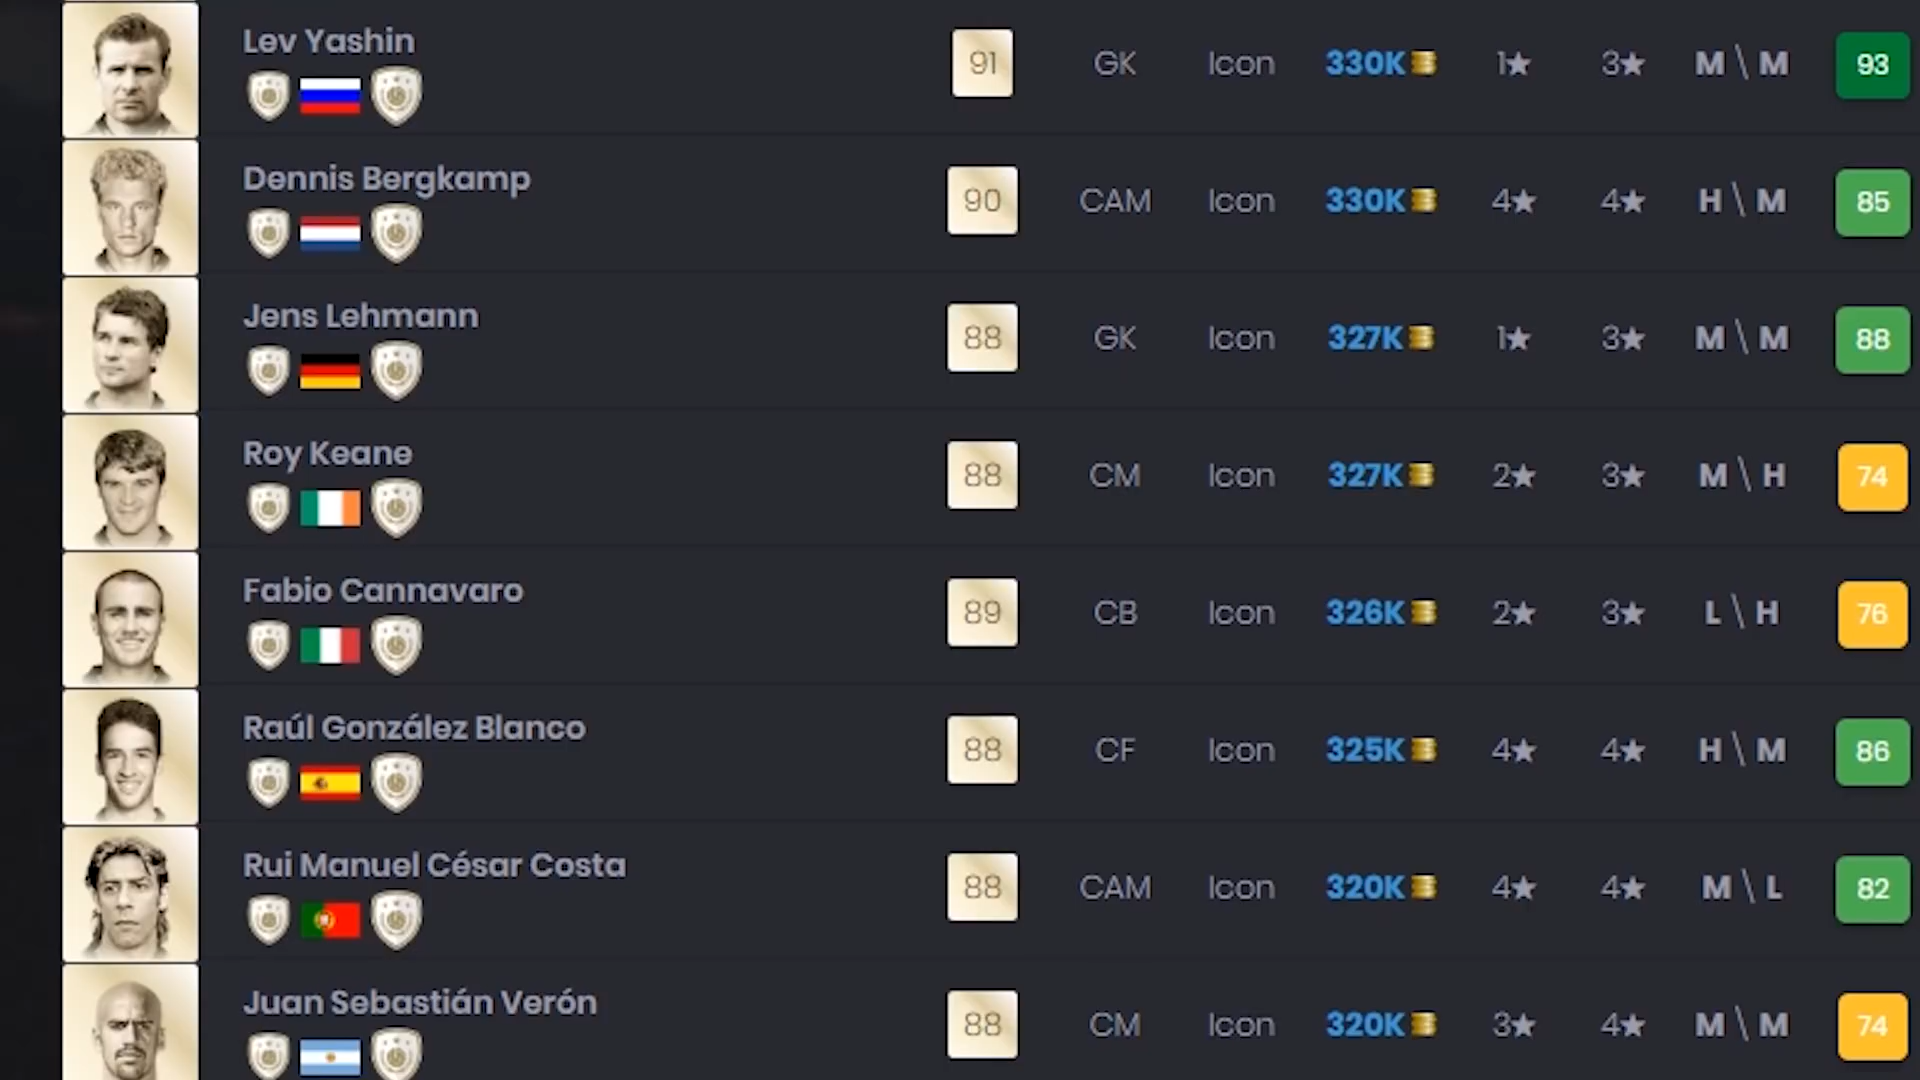 Lev Yashin 91 GK Icon 330K 1★ 3★ M \ M 93
Dennis Bergkamp 90 CAM Icon 330K 4★ 4★ H \ M 85
Jens Lehmann 88 GK Icon 327K 1★ 3★ M \ M 88
Roy Keane 88 CM Icon 327K 2★ 3★ M \ H 74
Fabio Cannavaro 89 CB Icon 326K 2★ 3★ L \ H 76
Raúl González Blanco 88 CF Icon 325K 4★ 4★ H \ M 86
Rui Manuel César Costa 88 CAM Icon 320K 4★ 4★ M \ L 82
Juan Sebastián Verón 88 CM Icon 320K 3★ 4★ M \ M 74